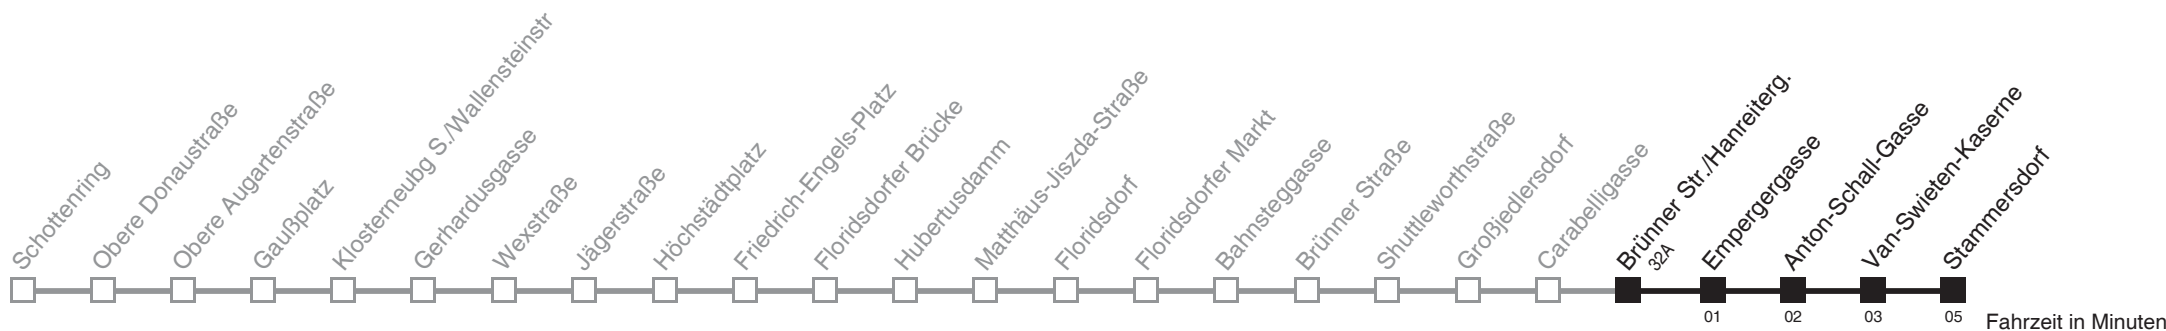 Schottenring
Obere Donaustraße
Obere Augartenstraße
Gaußplatz
Klosterneubg S./Wallensteinstr
Gerhardusgasse
Wexstraße
Jägerstraße
Höchstädtplatz
Friedrich-Engels-Platz
Floridsdorfer Brücke
Hubertusdamm
Matthäus-Jiszda-Straße
Floridsdorf
Floridsdorfer Markt
Bahnsteggasse
Brünner Straße
Shuttleworthstraße
Großjedlersdorf
Carabelligasse
Brünner Str./Hanreiterg.
32A
Empergergasse
Anton-Schall-Gasse
Van-Swieten-Kaserne
Stammersdorf
01 02 03 05 Fahrzeit in Minuten